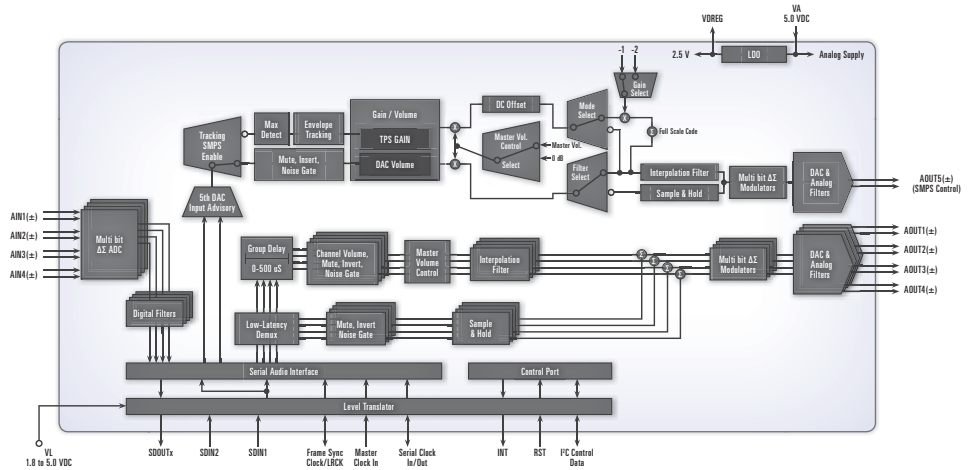 VDREG
VA
5.0 VDC
2.5 V
LDO
Analog Supply
-1 -2
Gain
Select
Max
Detect
Envelope
Tracking
Gain / Volume
TPS GAIN
DAC Volume
X
X
DC Offset
Mode
Select
X
Σ
Full Scale Code
Tracking
SMPS
Enable
Mute, Insert,
Noise Gate
Master Vol.
Control
Select
Master Vol.
0 dB
Filter
Select
Interpolation Filter
Sample & Hold
Multi bit ΔΣ
Modulators
DAC &
Analog
Filters
AOUT5(±)
(SMPS Control)
5th DAC
Input Advisory
AIN1(±)
AIN2(±)
AIN3(±)
AIN4(±)
Multi bit
ΔΣ ADC
Digital Filters
Group Delay
0-500 uS
Channel Volume,
Mute, Invert,
Noise Gate
Master
Volume
Control
Interpolation
Filter
Σ
Σ
Σ
Σ
Multi bit ΔΣ
Modulators
DAC &
Analog
Filters
AOUT1(±)
AOUT2(±)
AOUT3(±)
AOUT4(±)
Low-Latency
Demux
Mute, Invert
Noise Gate
Sample
& Hold
Serial Audio Interface
Control Port
Level Translator
VL
1.8 to 5.0 VDC
SDOUTx
SDIN2
SDIN1
Frame Sync
Clock/LRCK
Master
Clock In
Serial Clock
In/Out
INT
RST
I²C Control
Data